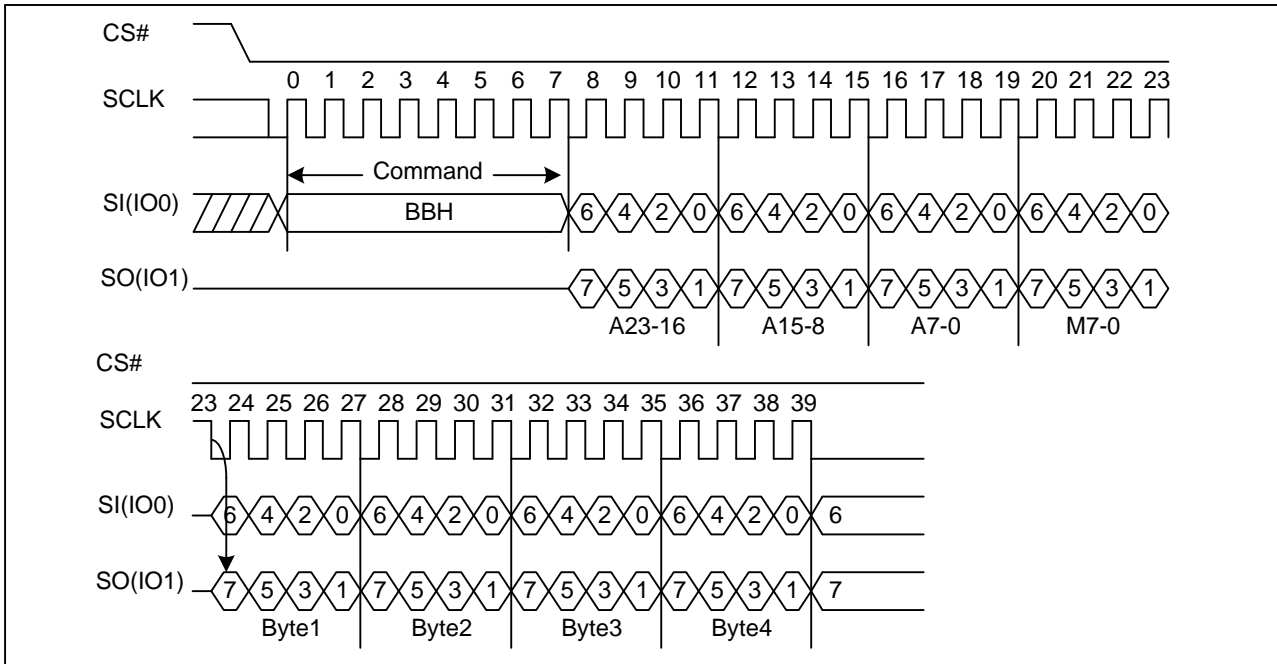 CS#
0 1 2 3 4 5 6 7 8 9 10 11 12 13 14 15 16 17 18 19 20 21 22 23
SCLK
Command
SI(IO0) BBH 6 4 2 0 6 4 2 0 6 4 2 0 6 4 2 0
SO(IO1) 7 5 3 1 7 5 3 1 7 5 3 1 7 5 3 1
A23-16 A15-8 A7-0 M7-0
CS#
23 24 25 26 27 28 29 30 31 32 33 34 35 36 37 38 39
SCLK
SI(IO0) 6 4 2 0 6 4 2 0 6 4 2 0 6 4 2 0 6
SO(IO1) 7 5 3 1 7 5 3 1 7 5 3 1 7 5 3 1 7
Byte1 Byte2 Byte3 Byte4